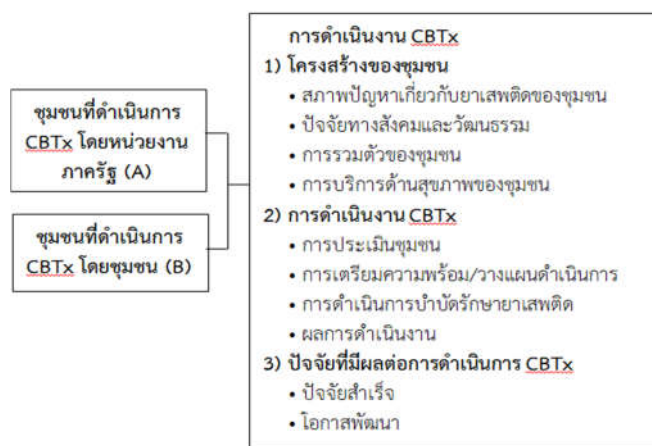 ชุมชนที่ดำเนินการ
CBTx โดยหน่วยงาน
ภาครัฐ (A)
ชุมชนที่ดำเนินการ
CBTx โดยชุมชน (B)
การดำเนินงาน CBTx
1) โครงสร้างของชุมชน
• สภาพปัญหาเกี่ยวกับยาเสพติดของชุมชน
• ปัจจัยทางสังคมและวัฒนธรรม
• การรวมตัวของชุมชน
• การบริการด้านสุขภาพของชุมชน
2) การดำเนินงาน CBTx
• การประเมินชุมชน
• การเตรียมความพร้อม/วางแผนดำเนินการ
• การดำเนินการบำบัดรักษายาเสพติด
• ผลการดำเนินงาน
3) ปัจจัยที่มีผลต่อการดำเนินการ CBTx
• ปัจจัยสำเร็จ
• โอกาสพัฒนา